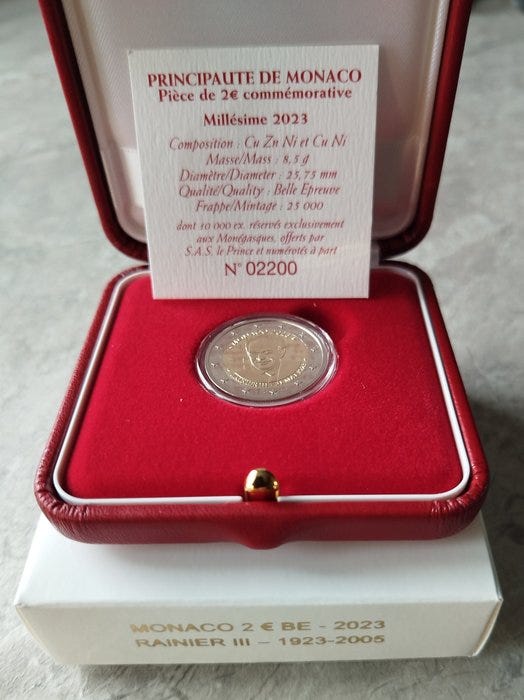 PRINCIPAUTE DE MONACO
Pièce de 2€ commémorative
Millésime 2023
Composition : Cu Zn Ni et Cu Ni
Masse/Mass : 8,5 g
Diamètre/Diameter : 25,75 mm
Qualité/Quality : Belle Epreuve
Frappe/Mintage : 25 000
dont 10 000 ex. réservés exclusivement
aux Monégasques, offerts par
S.A.S. le Prince et numérotés à part
N° 02200
MONACO
MONACO 2 € BE - 2023
RAINIER III – 1923-2005